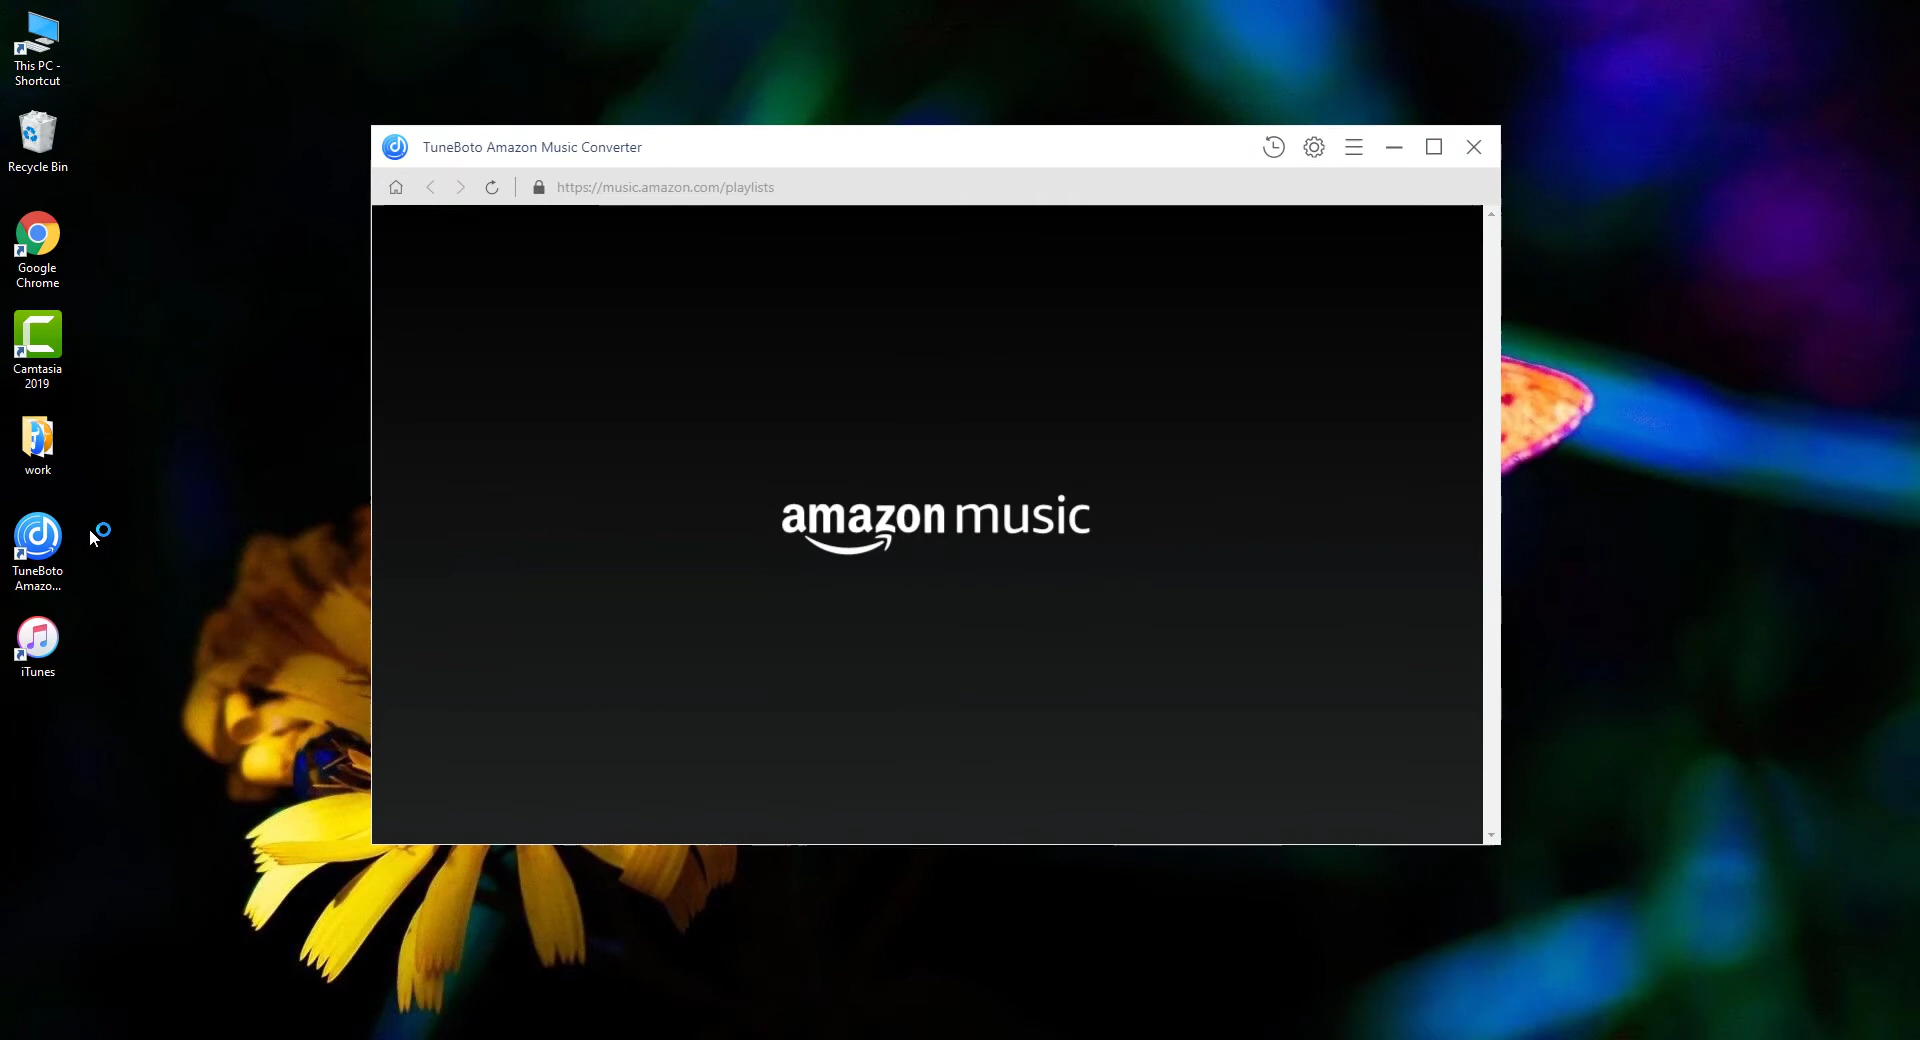 This PC -
Shortcut
Recycle Bin
Google
Chrome
Camtasia
2019
work
TuneBoto
Amazo...
iTunes
TuneBoto Amazon Music Converter
https://music.amazon.com/playlists
amazon music